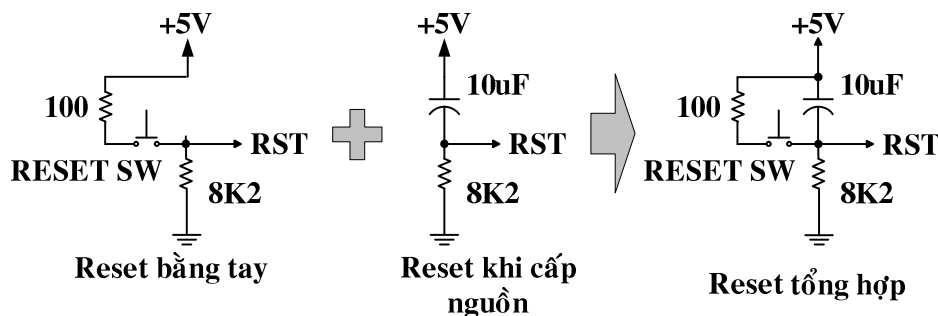 +5V
100
RESET SW
RST
8K2
Reset bằng tay
+5V
10uF
RST
8K2
Reset khi cấp
nguồn
+5V
10uF
100
RESET SW
RST
8K2
Reset tổng hợp